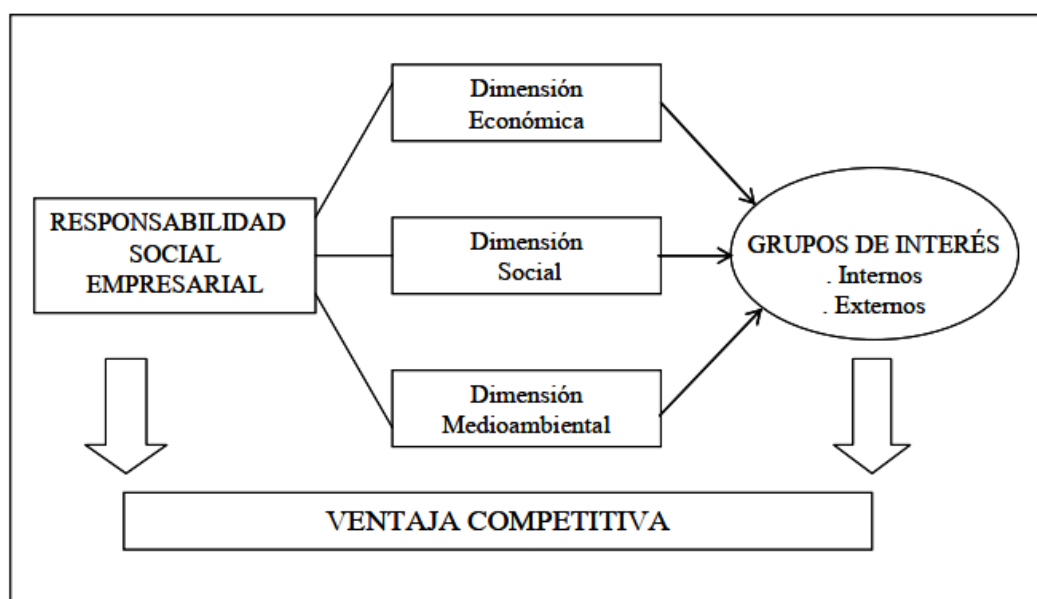 Dimensión
Económica
RESPONSABILIDAD
SOCIAL
EMPRESARIAL
Dimensión
Social
GRUPOS DE INTERÉS
. Internos
. Externos
Dimensión
Medioambiental
VENTAJA COMPETITIVA